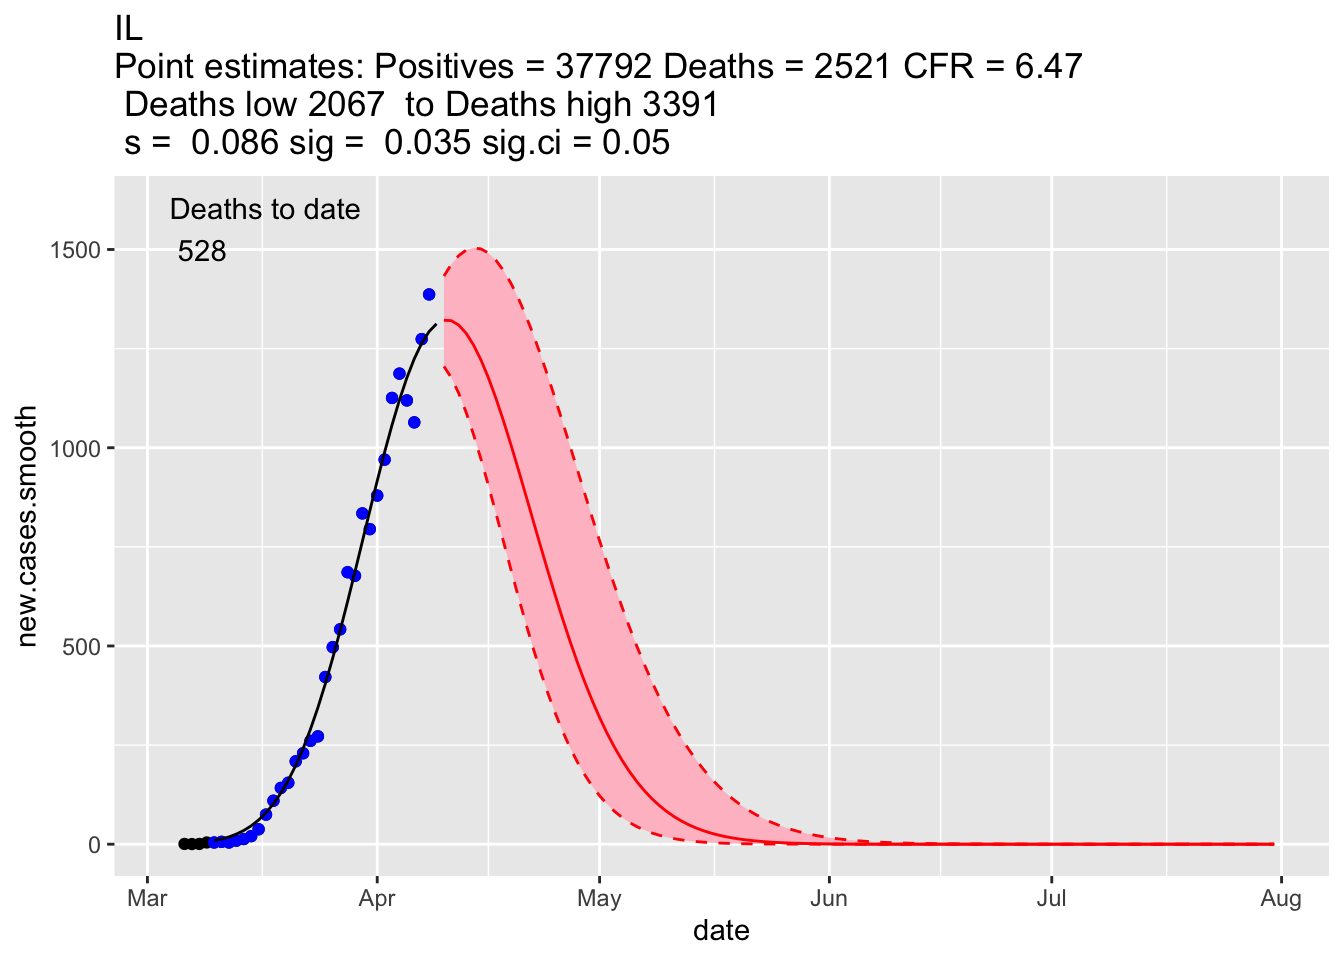 IL
Point estimates: Positives = 37792 Deaths = 2521 CFR = 6.47
Deaths low 2067  to Deaths high 3391
s =  0.086 sig =  0.035 sig.ci = 0.05
Deaths to date
528
1500
1000
500
0
new.cases.smooth
Mar Apr May Jun Jul Aug
date